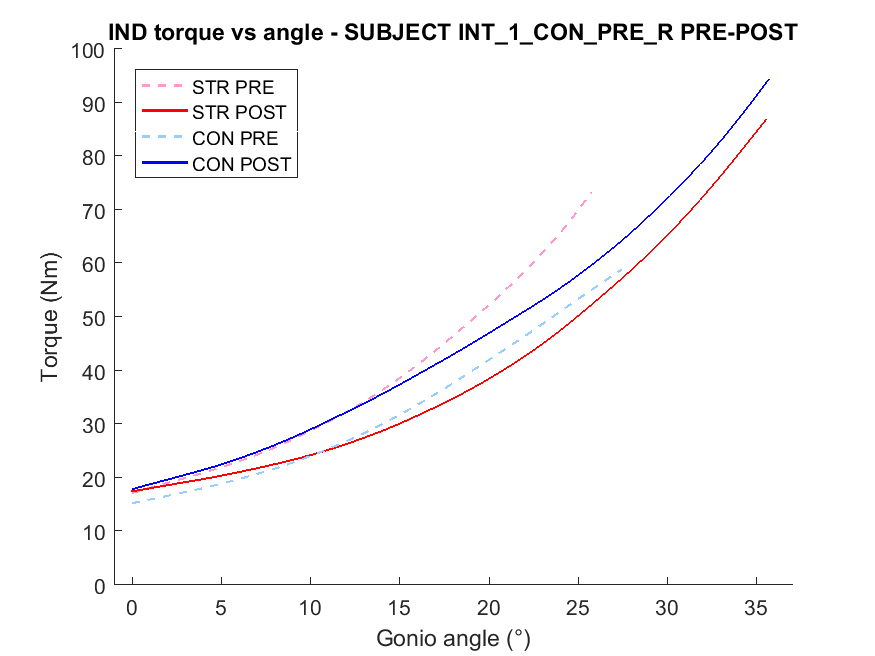 IND torque vs angle - SUBJECT INT_1_CON_PRE_R PRE-POST
STR PRE
STR POST
CON PRE
CON POST
Torque (Nm)
100
90
80
70
60
50
40
30
20
10
0
0 5 10 15 20 25 30 35
Gonio angle (°)